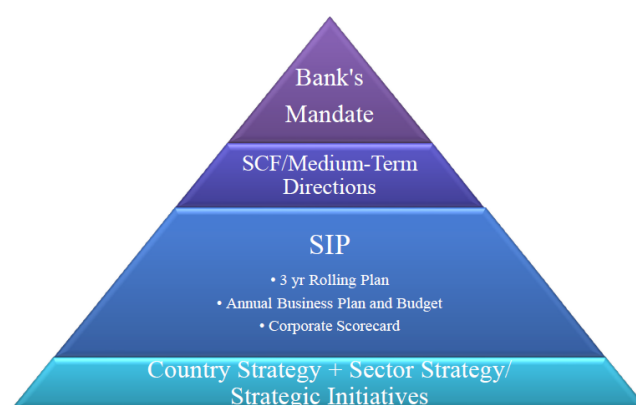 Bank's
Mandate
SCF/Medium-Term
Directions
SIP
• 3 yr Rolling Plan
• Annual Business Plan and Budget
• Corporate Scorecard
Country Strategy + Sector Strategy/
Strategic Initiatives